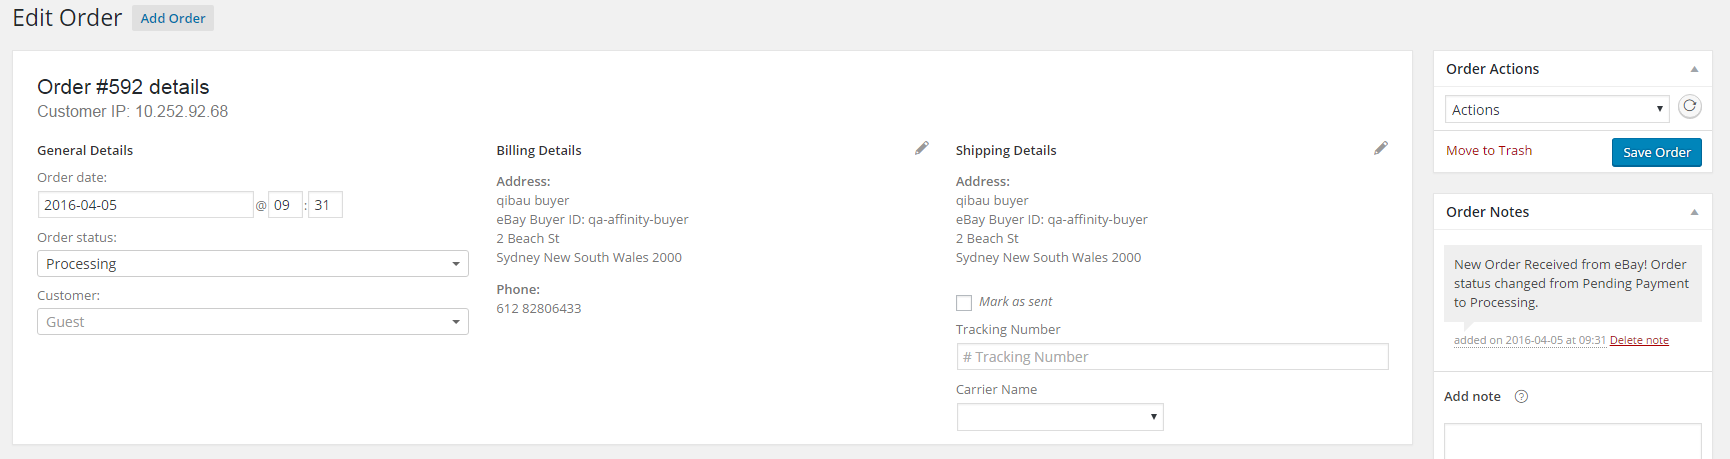 Edit Order Add Order
Order #592 details
Customer IP: 10.252.92.68
General Details
Order date:
2016-04-05 @ 09 : 31
Order status:
Processing
Customer:
Guest
Billing Details
Address:
qibau buyer
eBay Buyer ID: qa-affinity-buyer
2 Beach St
Sydney New South Wales 2000
Phone:
612 82806433
Shipping Details
Address:
qibau buyer
eBay Buyer ID: qa-affinity-buyer
2 Beach St
Sydney New South Wales 2000
Mark as sent
Tracking Number
# Tracking Number
Carrier Name
Order Actions
Actions
Move to Trash Save Order
Order Notes
New Order Received from eBay! Order
status changed from Pending Payment
to Processing.
added on 2016-04-05 at 09:31 Delete note
Add note ?